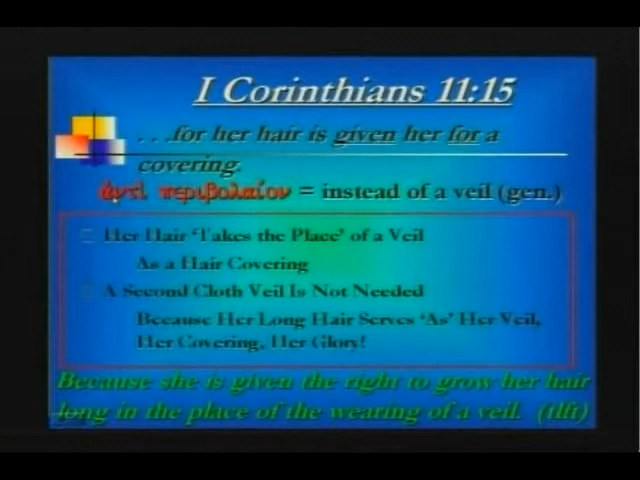 I Corinthians 11:15
. . .for her hair is given her for a
covering.
ἀντὶ περιβολαίου = instead of a veil (gen.)
Her Hair ‘Takes the Place’ of a Veil
As a Hair Covering
A Second Cloth Veil Is Not Needed
Because Her Long Hair Serves ‘As’ Her Veil,
Her Covering, Her Glory!
Because she is given the right to grow her hair
long in the place of the wearing of a veil. (tlft)